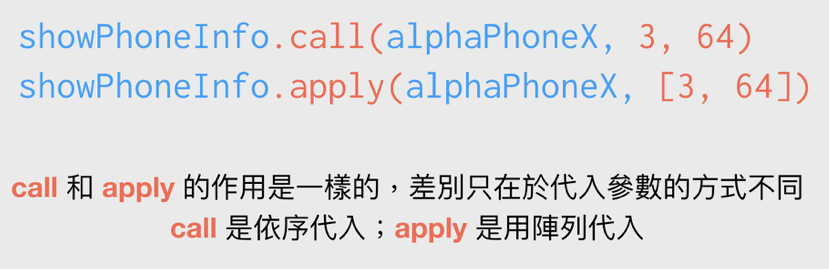 showPhoneInfo.call(alphaPhoneX, 3, 64)
showPhoneInfo.apply(alphaPhoneX, [3, 64])
call 和 apply 的作用是一樣的，差別只在於代入參數的方式不同
call 是依序代入；apply 是用陣列代入